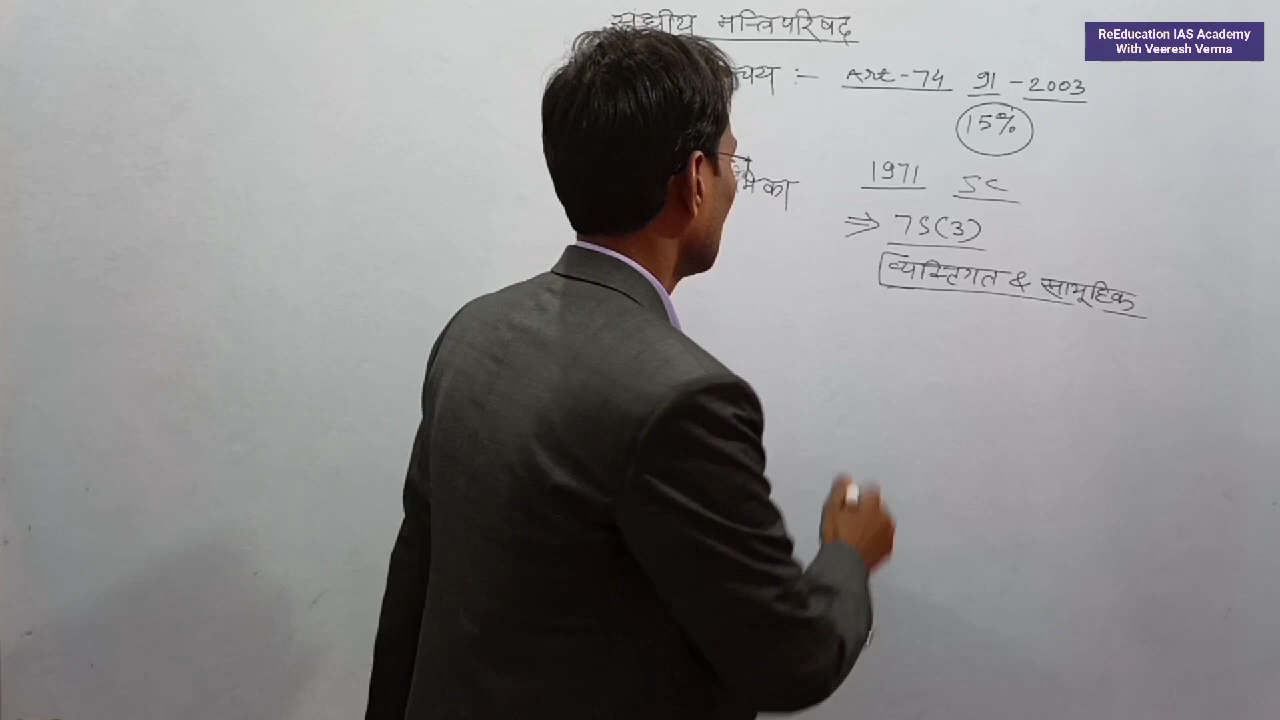 संघीय मन्त्रिपरिषद
ReEducation IAS Academy
With Veeresh Verma
:- Art-74 91-2003
15%
1971 SC
⇒ 75(3)
व्यक्तिगत & सामूहिक